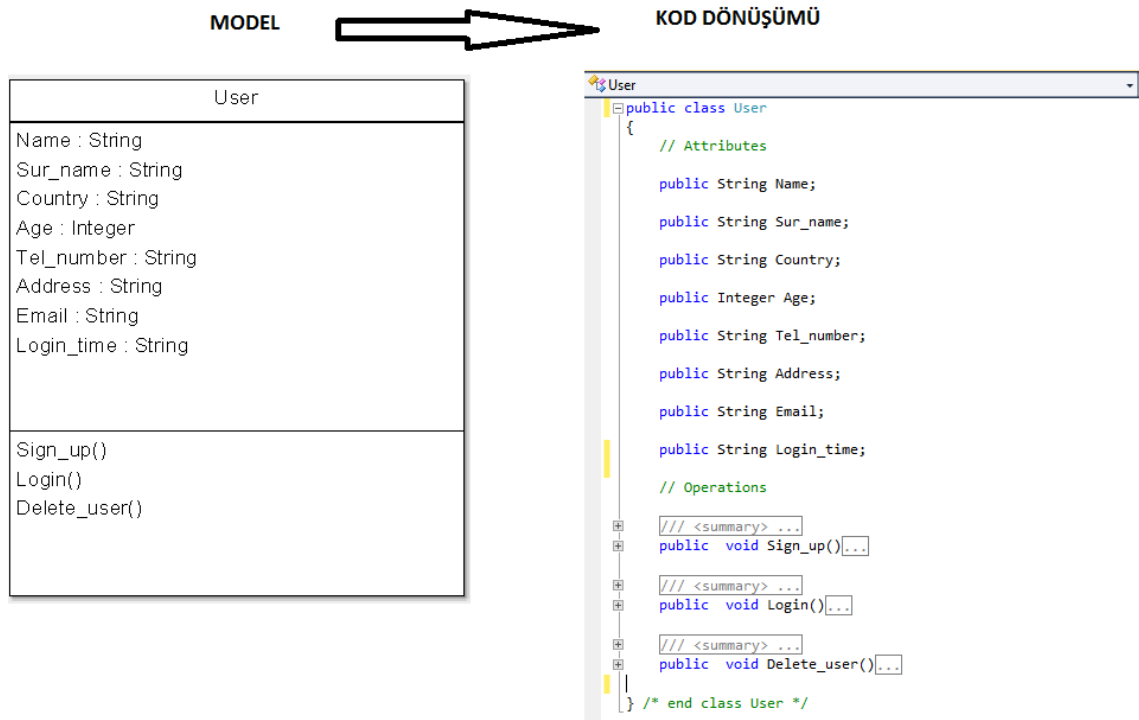 MODEL
KOD DÖNÜŞÜMÜ
User
Name : String
Sur_name : String
Country : String
Age : Integer
Tel_number : String
Address : String
Email : String
Login_time : String
Sign_up()
Login()
Delete_user()
User
public class User
{
// Attributes
public String Name;
public String Sur_name;
public String Country;
public Integer Age;
public String Tel_number;
public String Address;
public String Email;
public String Login_time;
// Operations
/// <summary> ...
public  void Sign_up()...
/// <summary> ...
public  void Login()...
/// <summary> ...
public  void Delete_user()...
} /* end class User */